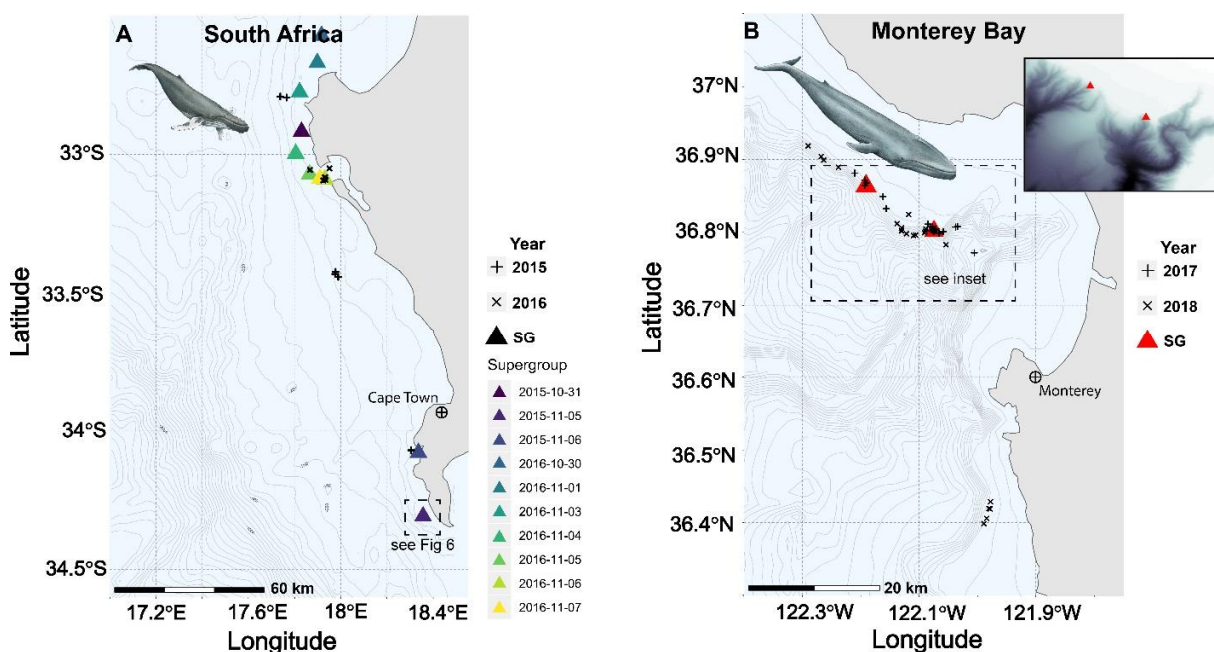 A
South Africa
33°S
33.5°S
34°S
34.5°S
Latitude
17.2°E
17.6°E
18°E
18.4°E
Longitude
Cape Town
see Fig 6
60 km
Year
2015
2016
SG
Supergroup
2015-10-31
2015-11-05
2015-11-06
2016-10-30
2016-11-01
2016-11-03
2016-11-04
2016-11-05
2016-11-06
2016-11-07
B
Monterey Bay
37°N
36.9°N
36.8°N
36.7°N
36.6°N
36.5°N
36.4°N
Latitude
122.3°W
122.1°W
121.9°W
Longitude
see inset
Monterey
20 km
Year
2017
2018
SG